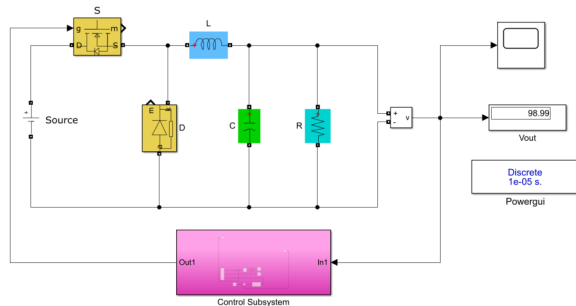 S
g
m
D
S
L
+
Source
E
D
C
R
+
-
v
98.99
Vout
Discrete
1e-05 s.
Powergui
Out1
In1
Control Subsystem